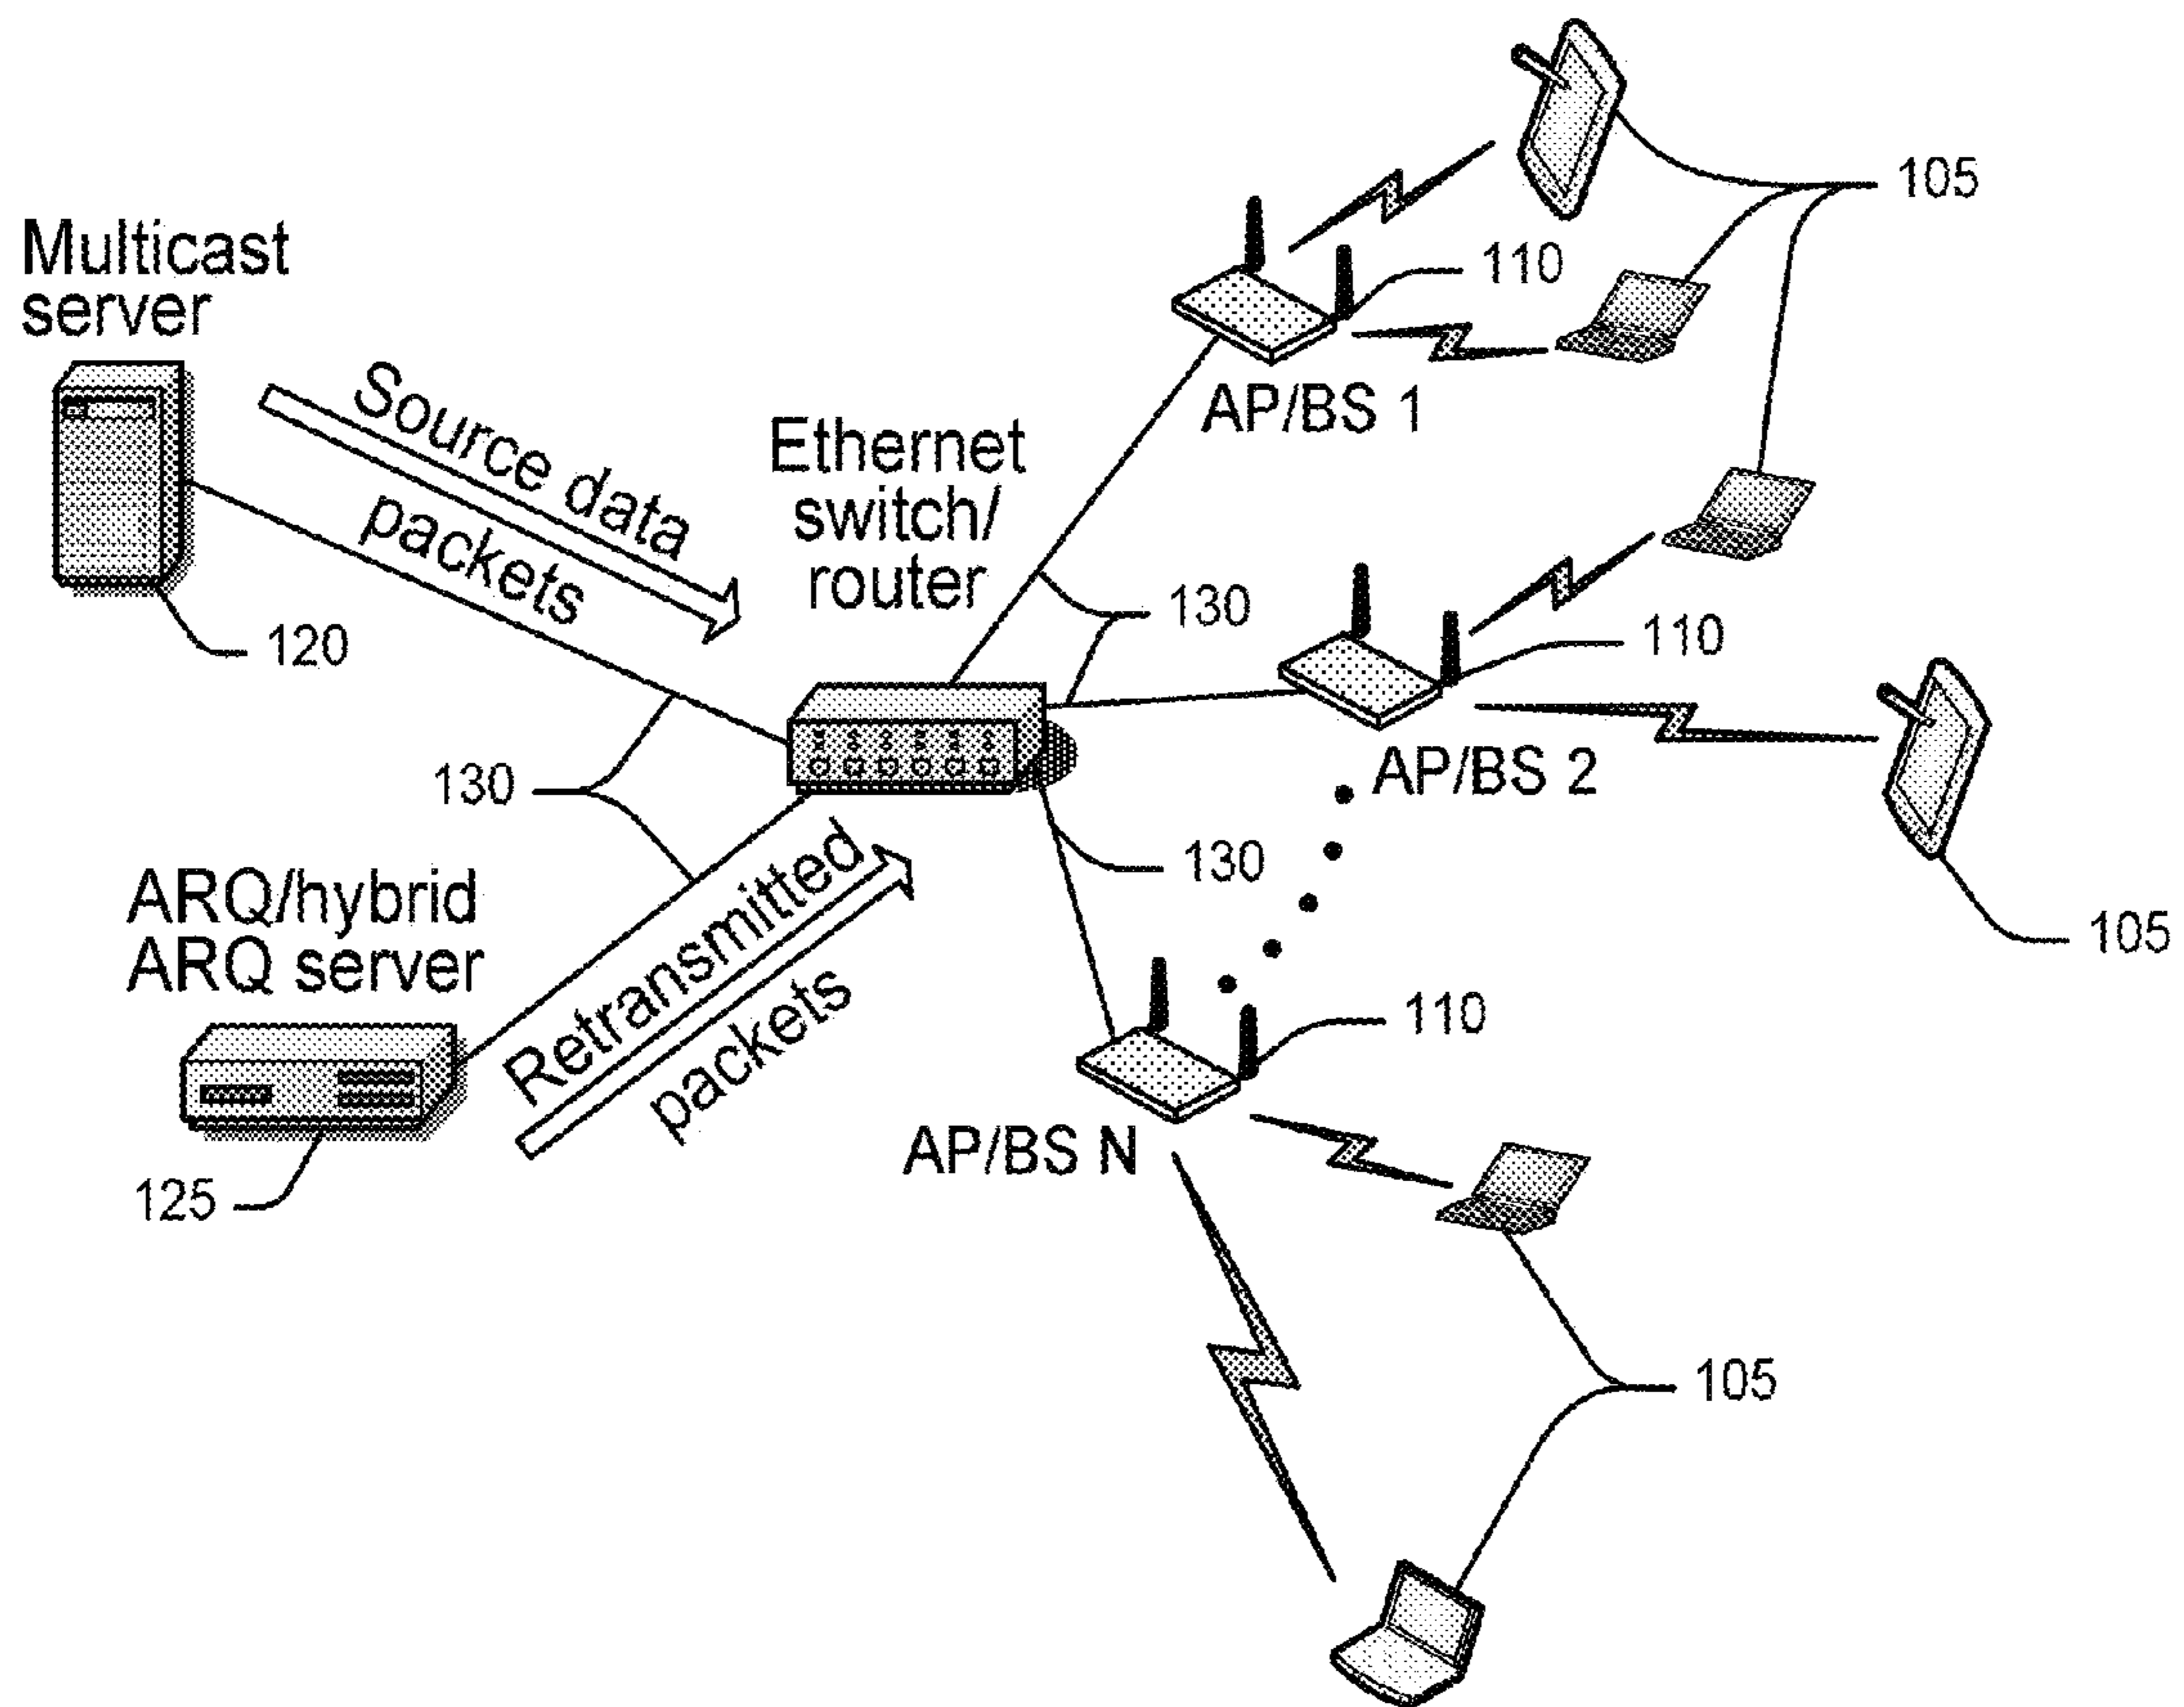 Multicast
server
Source data
packets
Ethernet
switch/
router
120
130
ARQ/hybrid
ARQ server
Retransmitted
packets
125
105
110
AP/BS 1
130
110
AP/BS 2
130
105
110
AP/BS N
105